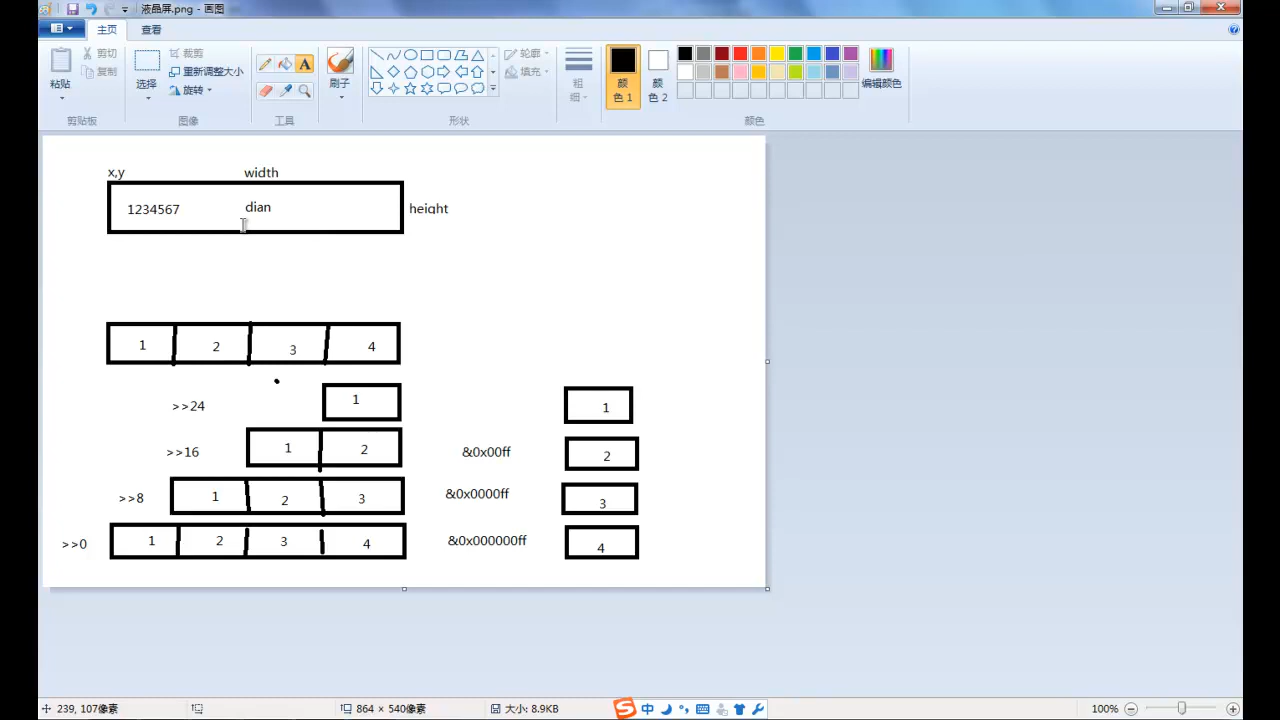 液晶屏.png - 画图
主页 查看
粘贴 剪切 复制
选择 裁剪 重新调整大小 旋转
刷子
轮廓 填充
粗细
颜色 1 颜色 2
编辑颜色
剪贴板 图像 工具 形状 颜色
x,y width
1234567 dian height
1 2 3 4
>>24 1 1
>>16 1 2 &0x00ff 2
>>8 1 2 3 &0x0000ff 3
>>0 1 2 3 4 &0x000000ff 4
239, 107像素 864 × 540像素 大小: 8.9KB 中 100%